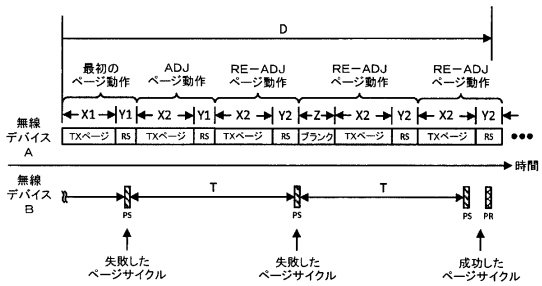 D
最初の
ページ動作
ADJ
ページ動作
RE-ADJ
ページ動作
RE-ADJ
ページ動作
RE-ADJ
ページ動作
X1 Y1 X2 Y1 X2 Y2 Z X2 Y2 X2 Y2
無線
デバイス
A
TXページ RS TXページ RS TXページ RS ブランク TXページ RS TXページ RS
時間
無線
デバイス
B
T T
PS PS PS PR
失敗した
ページサイクル
失敗した
ページサイクル
成功した
ページサイクル